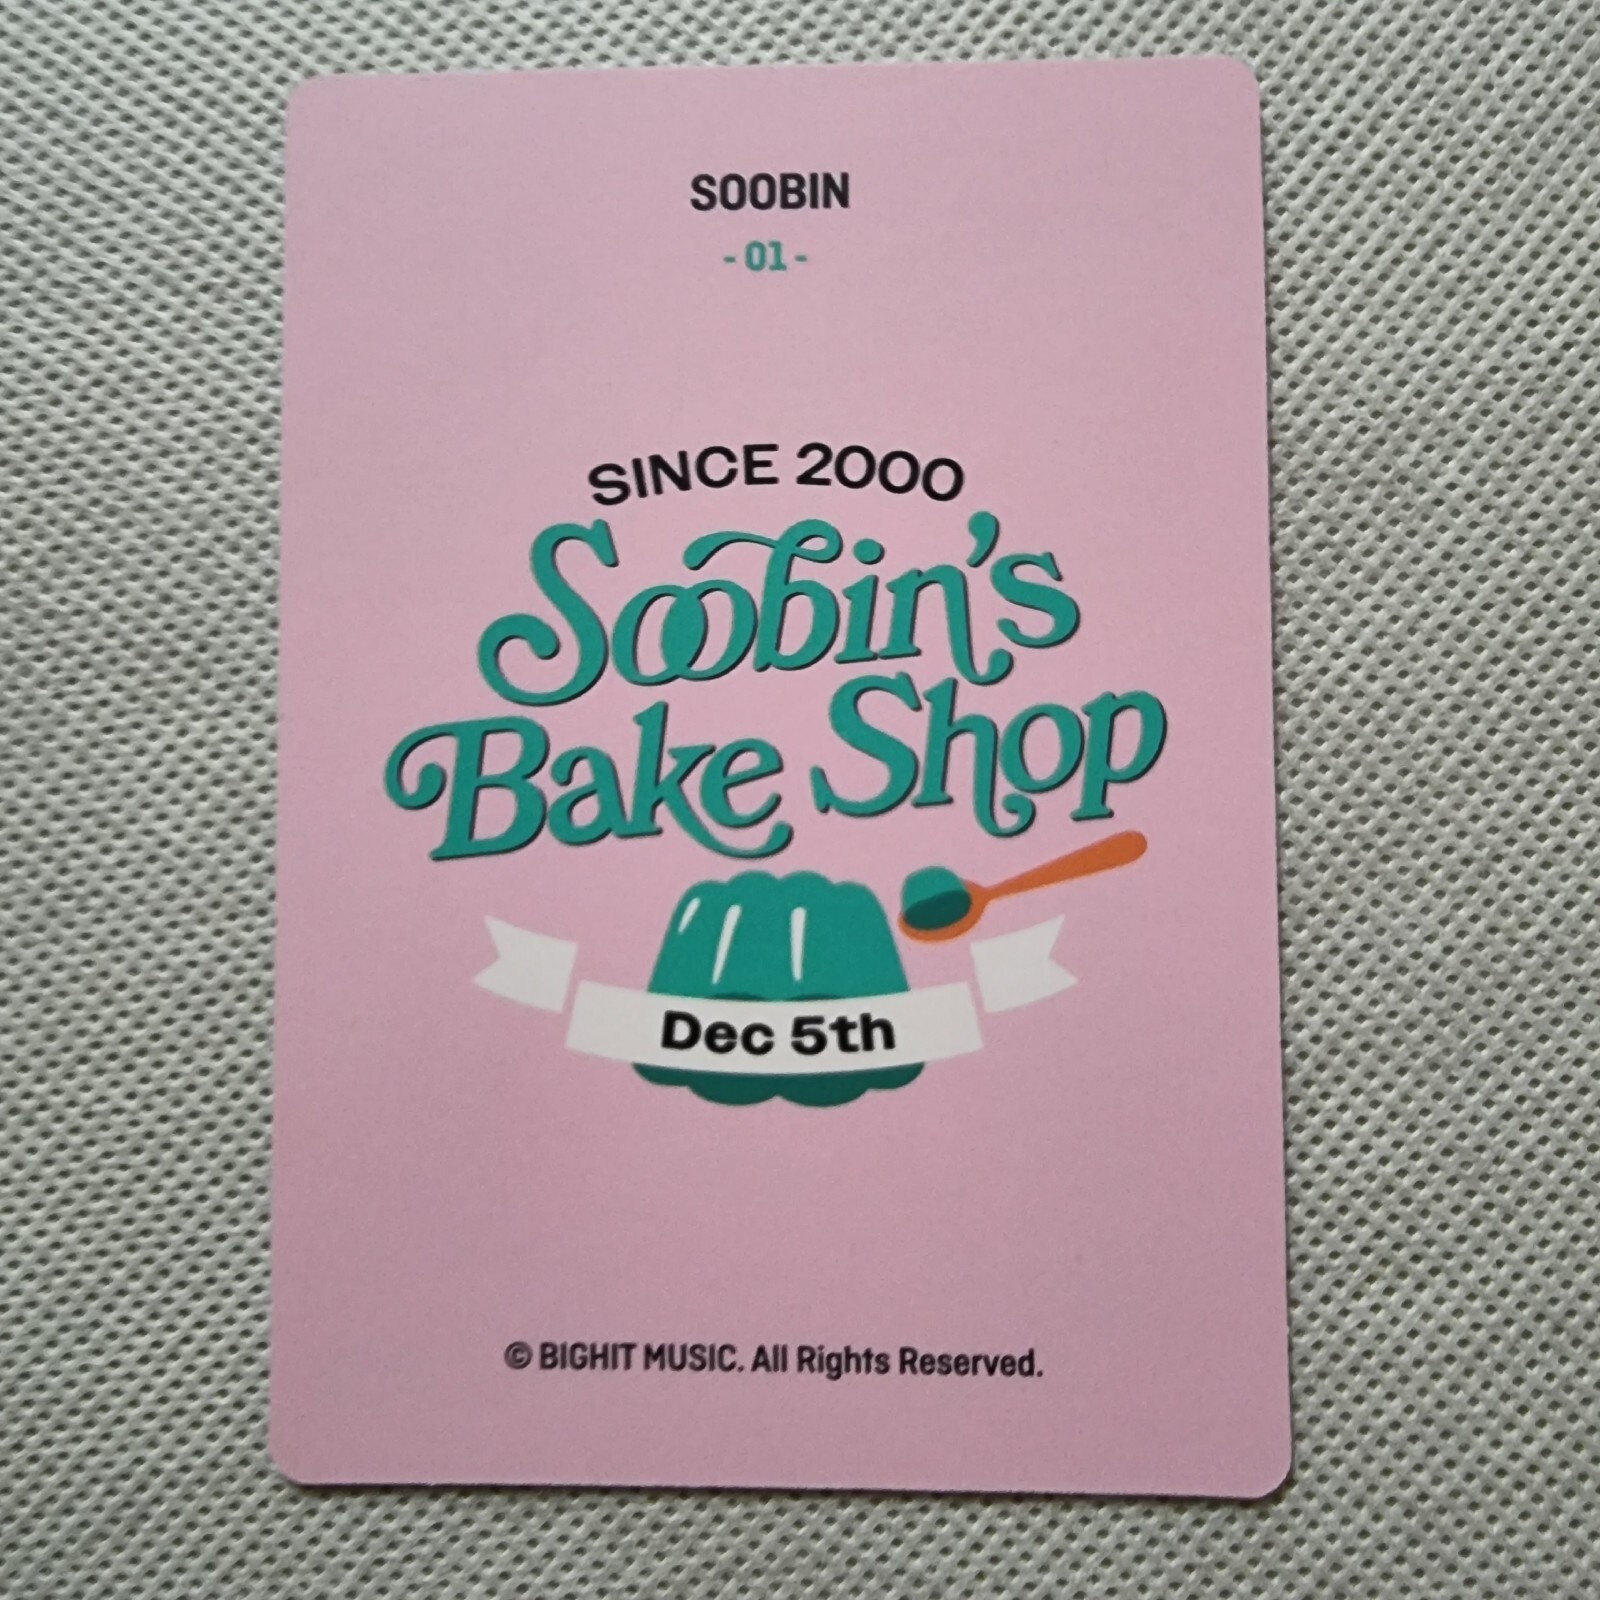 SOOBIN
- 01 -
SINCE 2000
Soobin's
Bake Shop
Dec 5th
© BIGHIT MUSIC. All Rights Reserved.